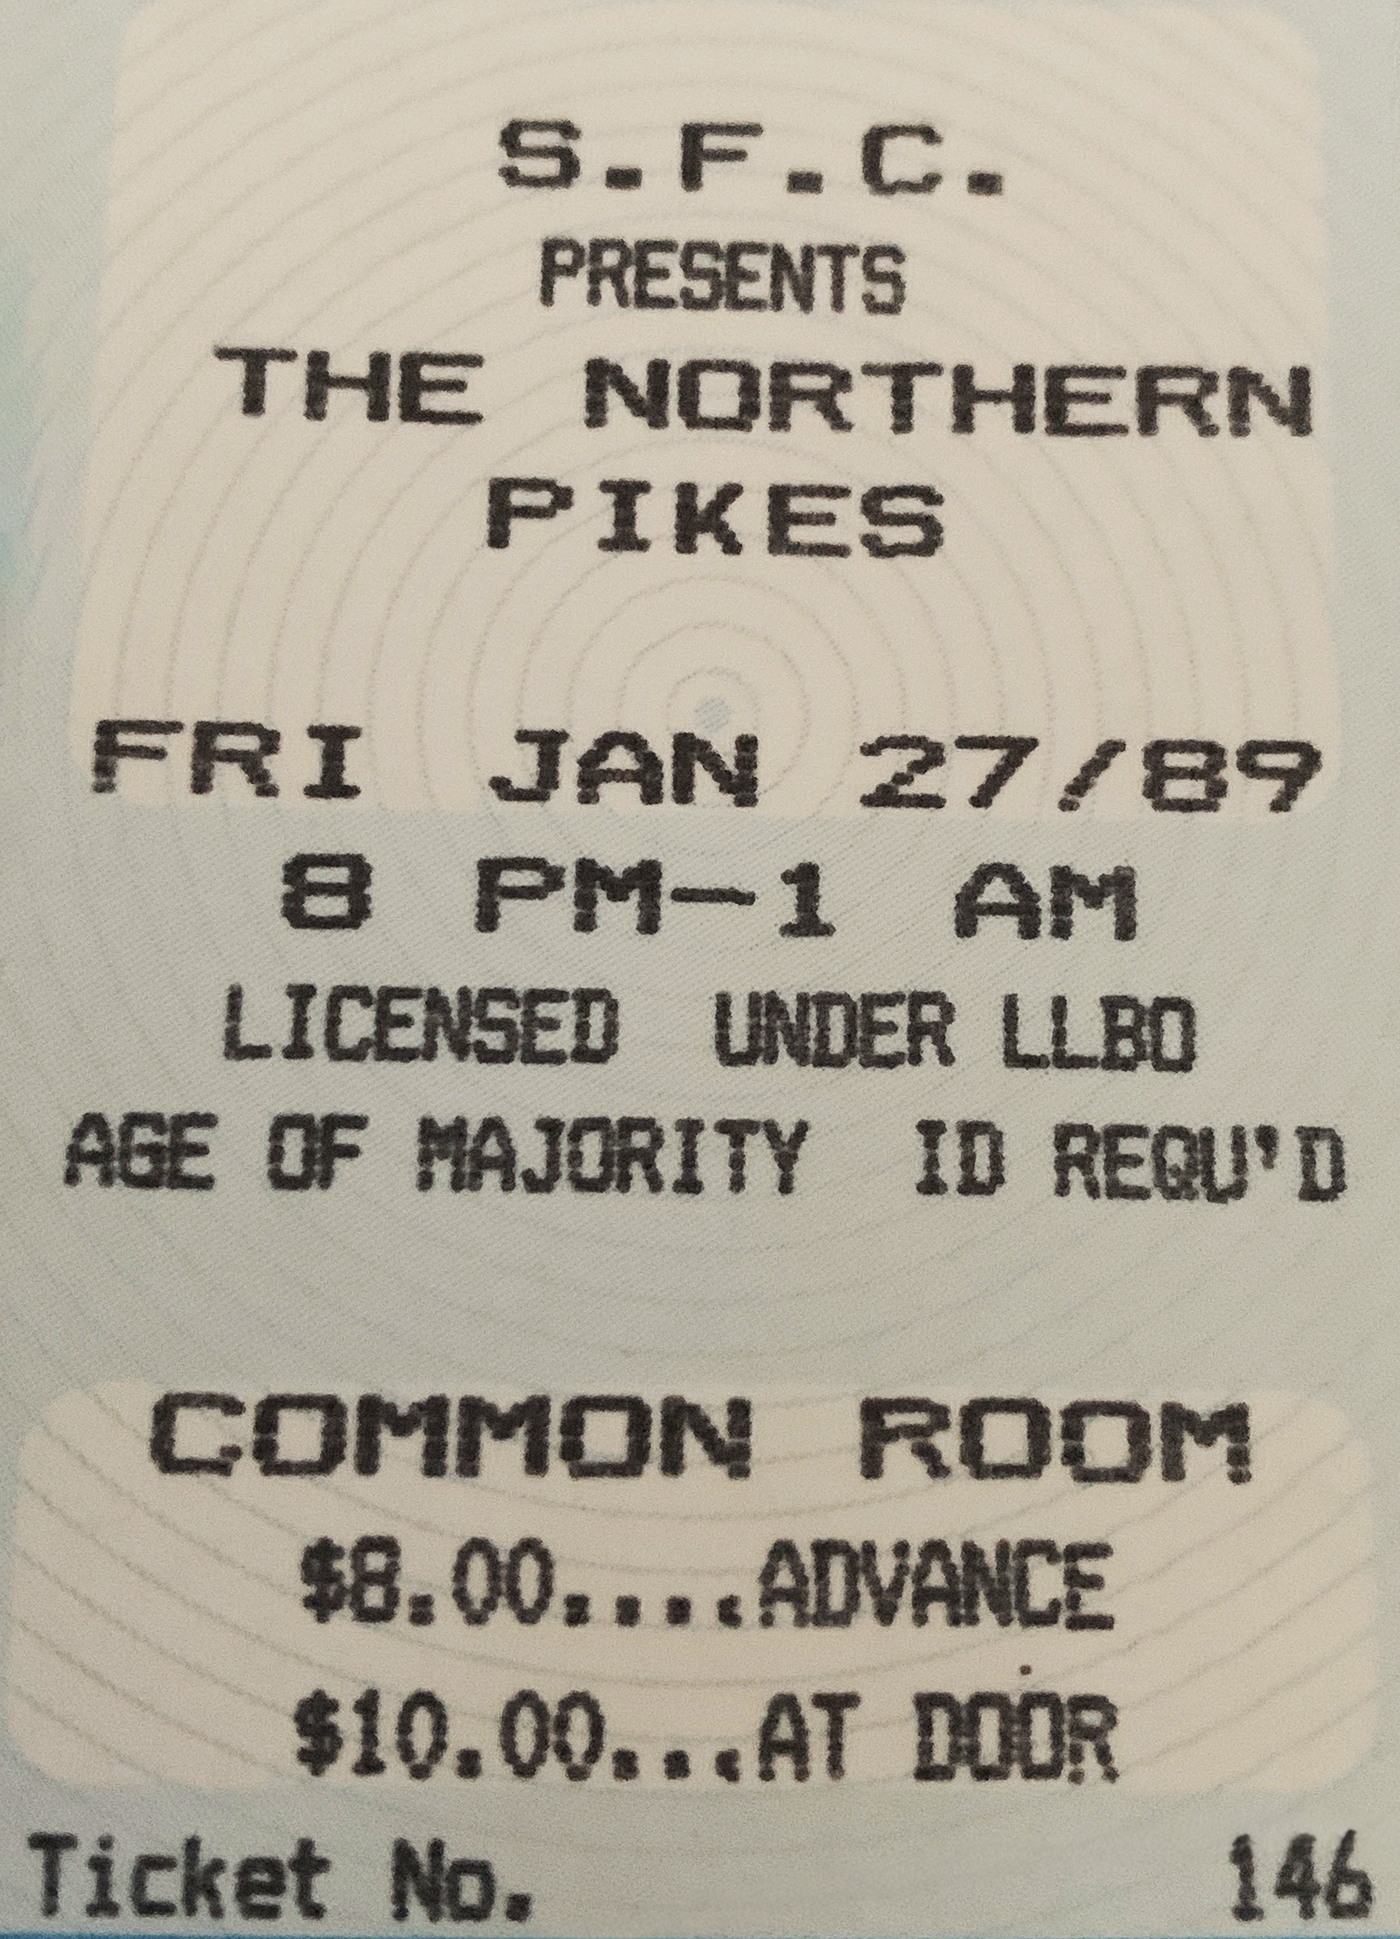 S.F.C.
PRESENTS
THE NORTHERN
PIKES
FRI JAN 27/89
8 PM-1 AM
LICENSED UNDER LLBO
AGE OF MAJORITY ID REQU'D
COMMON ROOM
$8.00....ADVANCE
$10.00...AT DOOR
Ticket No. 146